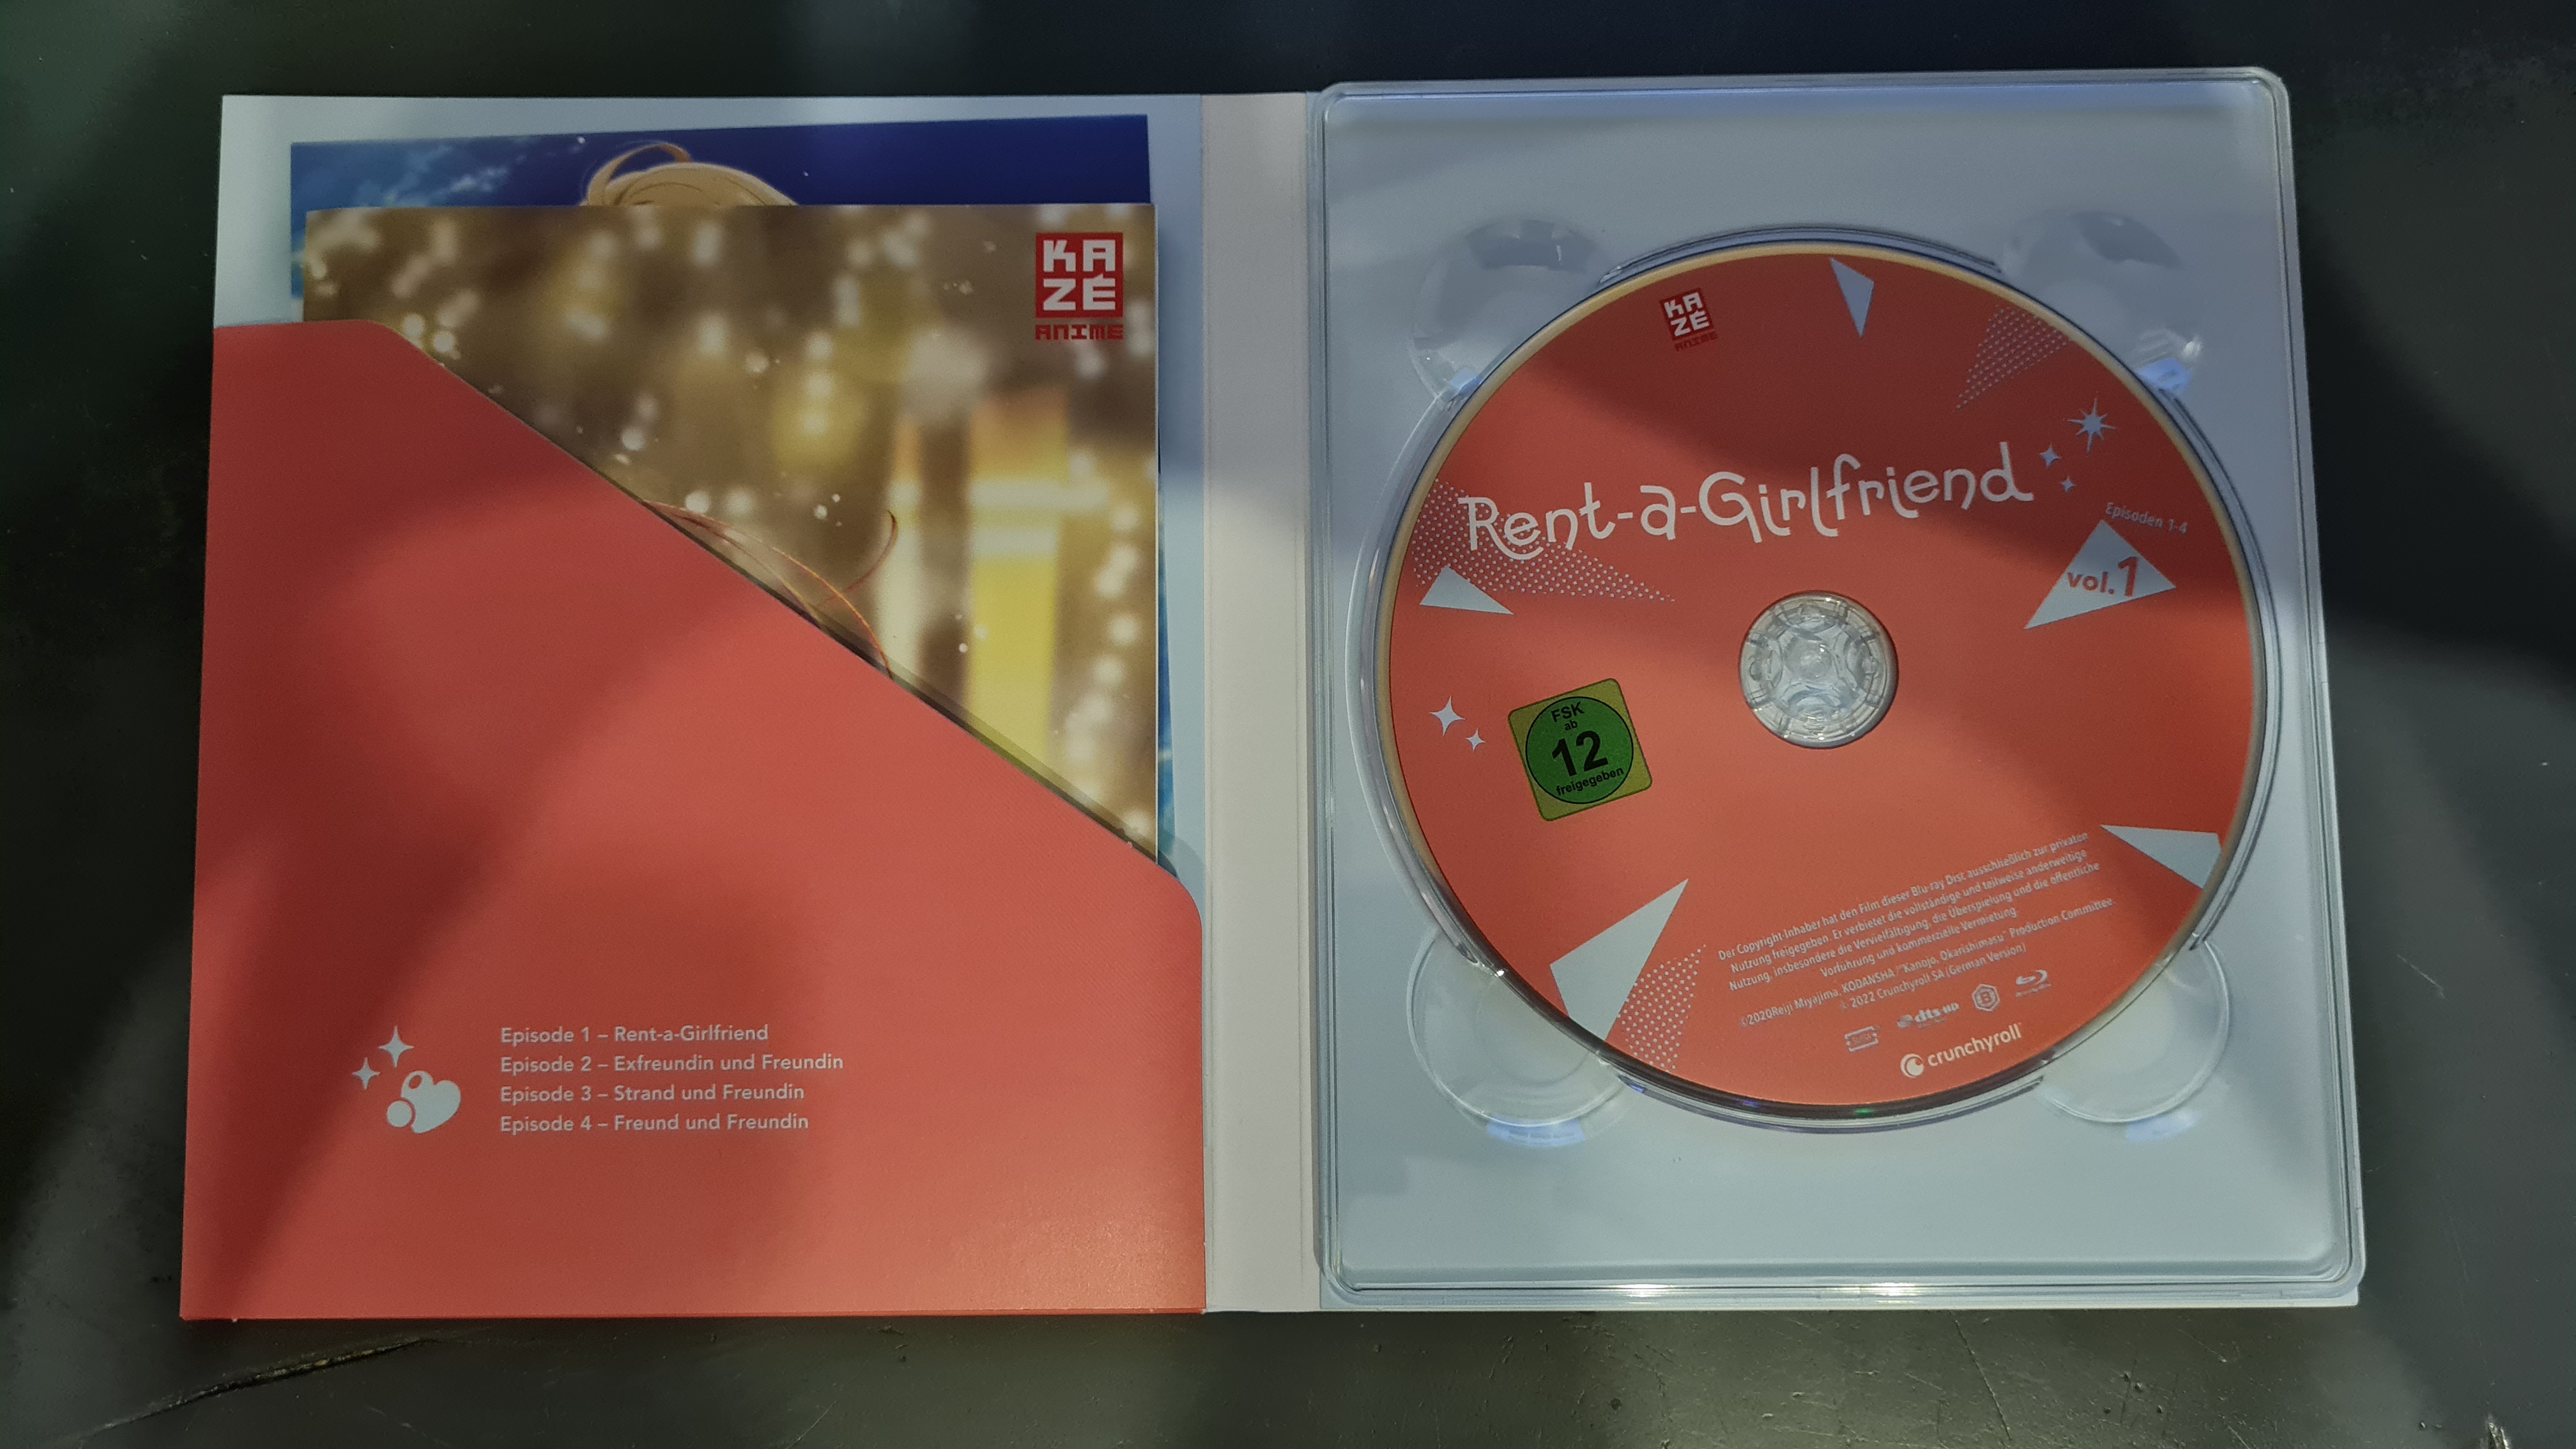 KA
ZÉ
ANIME
Episode 1 – Rent-a-Girlfriend
Episode 2 – Exfreundin und Freundin
Episode 3 – Strand und Freundin
Episode 4 – Freund und Freundin
KA
ZÉ
ANIME
Rent-a-Girlfriend
Episoden 1-4
vol.1
FSK
ab
12
freigegeben
Der Copyright-Inhaber hat den Film dieser Blu-ray Disc ausschließlich zur privaten
Nutzung freigegeben. Er verbietet die vollständige und teilweise anderweitige
Nutzung, insbesondere die Vervielfältigung, die Überspielung und die öffentliche
Vorführung und kommerzielle Vermietung
©2020Reiji Miyajima, KODANSHA / "Kanojo, Okarishimasu" Production Committee.
© 2022 Crunchyroll SA (German Version)
dts HD
B
crunchyroll